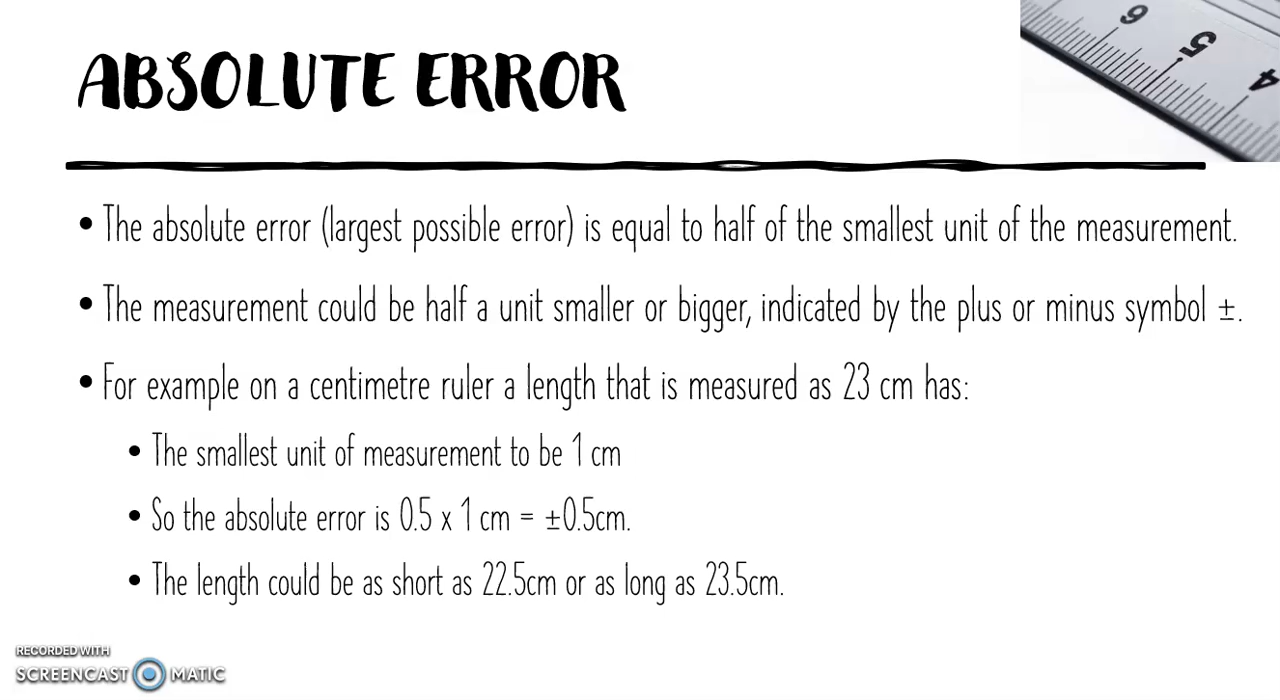 6
5
4
ABSOLUTE ERROR
• The absolute error (largest possible error) is equal to half of the smallest unit of the measurement.
• The measurement could be half a unit smaller or bigger, indicated by the plus or minus symbol ±.
• For example on a centimetre ruler a length that is measured as 23 cm has:
• The smallest unit of measurement to be 1 cm
• So the absolute error is 0.5 x 1 cm = ±0.5cm.
• The length could be as short as 22.5cm or as long as 23.5cm.
RECORDED WITH
SCREENCAST MATIC